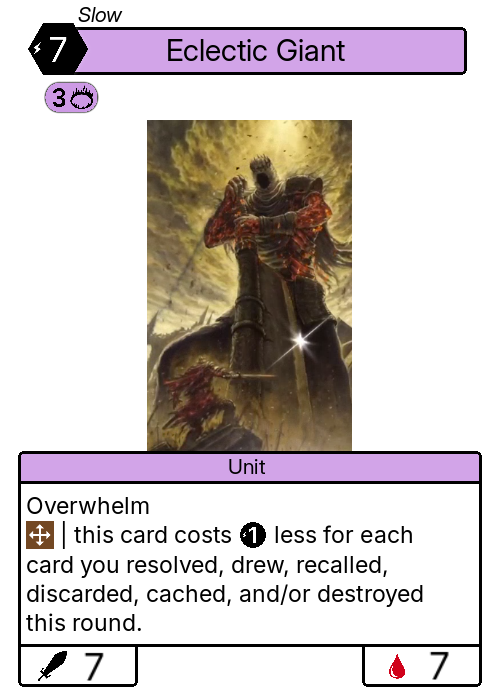 Slow
7 Eclectic Giant
3
Unit
Overwhelm
| this card costs 1 less for each
card you resolved, drew, recalled,
discarded, cached, and/or destroyed
this round.
7 7